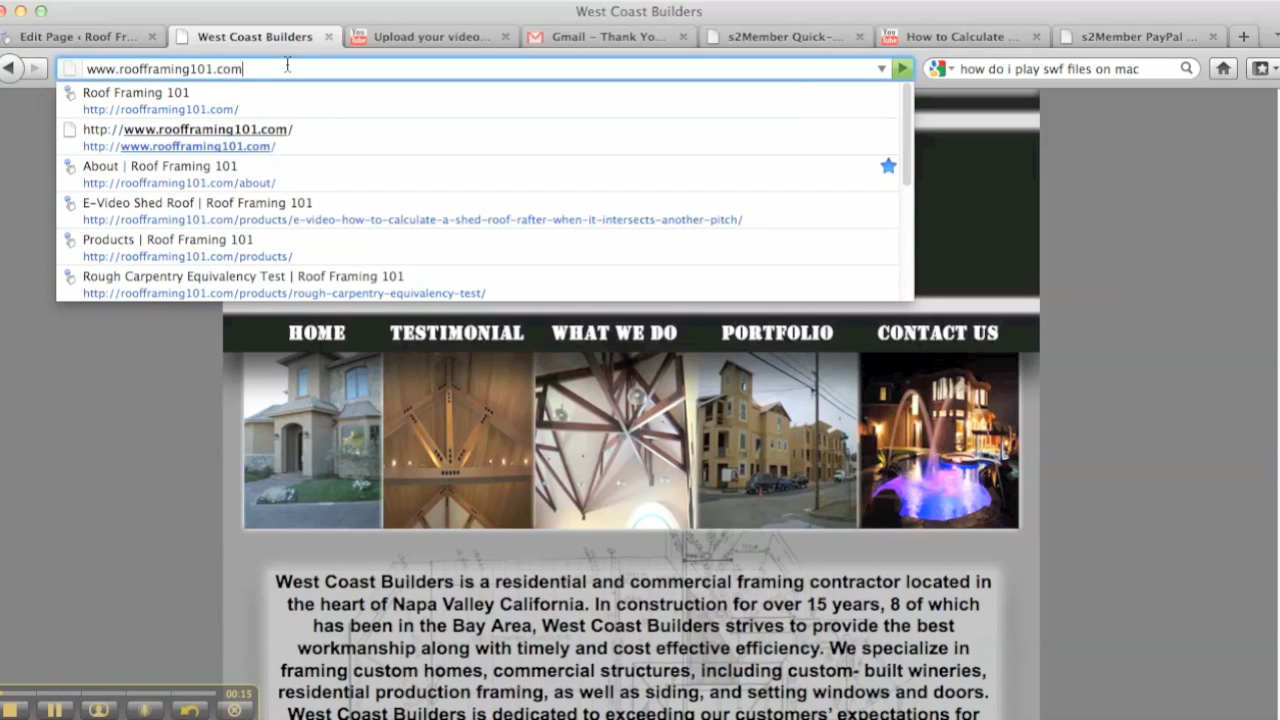 West Coast Builders
Edit Page ‹ Roof Fr...
West Coast Builders
Upload your video...
Gmail – Thank Yo...
s2Member Quick-...
How to Calculate ...
s2Member PayPal ...
www.roofframing101.com
how do i play swf files on mac
Roof Framing 101
http://roofframing101.com/
http://www.roofframing101.com/
http://www.roofframing101.com/
About | Roof Framing 101
http://roofframing101.com/about/
E-Video Shed Roof | Roof Framing 101
http://roofframing101.com/products/e-video-how-to-calculate-a-shed-roof-rafter-when-it-intersects-another-pitch/
Products | Roof Framing 101
http://roofframing101.com/products/
Rough Carpentry Equivalency Test | Roof Framing 101
http://roofframing101.com/products/rough-carpentry-equivalency-test/
HOME TESTIMONIAL WHAT WE DO PORTFOLIO CONTACT US
West Coast Builders is a residential and commercial framing contractor located in
the heart of Napa Valley California. In construction for over 15 years, 8 of which
has been in the Bay Area, West Coast Builders strives to provide the best
workmanship along with timely and cost effective efficiency. We specialize in
framing custom homes, commercial structures, including custom- built wineries,
residential production framing, as well as siding, and setting windows and doors.
West Coast Builders is dedicated to exceeding our customers' expectations for
00:15